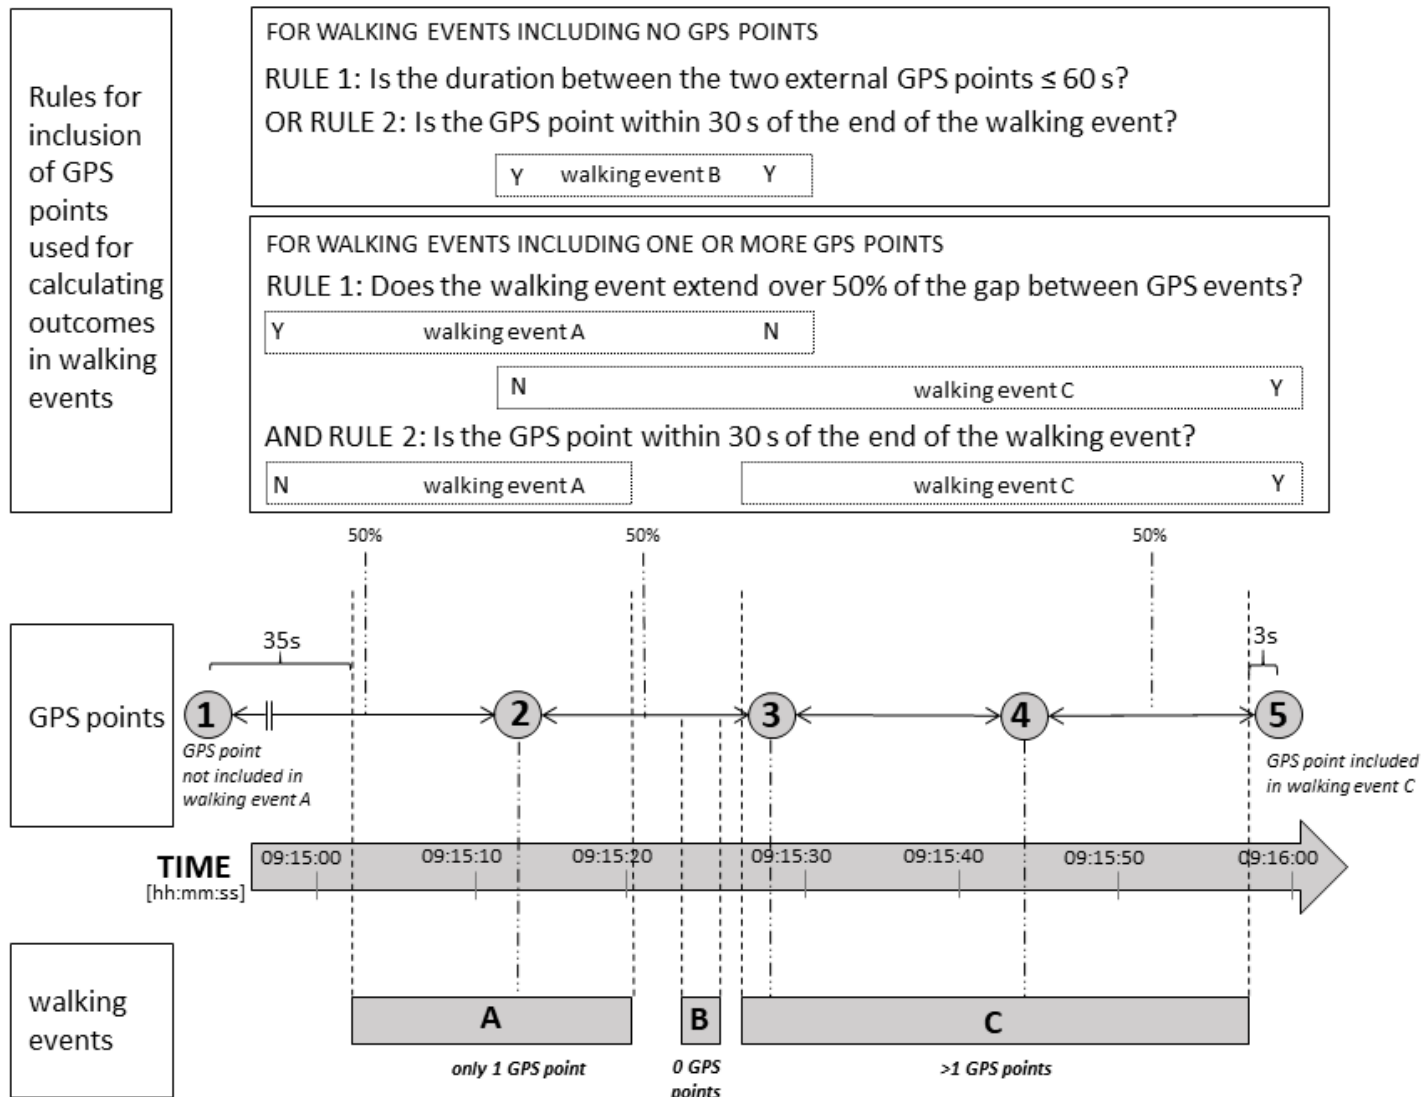 Rules for
inclusion
of GPS
points
used for
calculating
outcomes
in walking
events
FOR WALKING EVENTS INCLUDING NO GPS POINTS
RULE 1: Is the duration between the two external GPS points ≤ 60 s?
OR RULE 2: Is the GPS point within 30 s of the end of the walking event?
Y walking event B Y
FOR WALKING EVENTS INCLUDING ONE OR MORE GPS POINTS
RULE 1: Does the walking event extend over 50% of the gap between GPS events?
Y walking event A N
N walking event C Y
AND RULE 2: Is the GPS point within 30 s of the end of the walking event?
N walking event A walking event C Y
50% 50% 50%
35s 3s
GPS points 1 2 3 4 5
GPS point
not included in
walking event A
GPS point included
in walking event C
TIME
[hh:mm:ss]
09:15:00 09:15:10 09:15:20 09:15:30 09:15:40 09:15:50 09:16:00
walking
events
A B C
only 1 GPS point
0 GPS
points
>1 GPS points